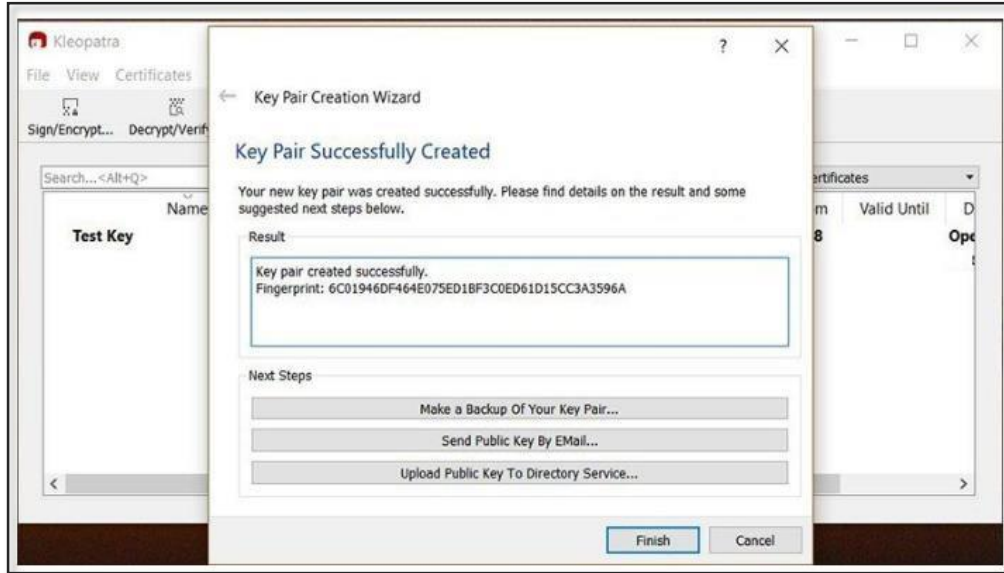 Kleopatra
File View Certificates
Sign/Encrypt... Decrypt/Verify
Search...<Alt+Q>
ertificates
Name
m Valid Until D
Test Key
8 Ope
? ×
Key Pair Creation Wizard
Key Pair Successfully Created
Your new key pair was created successfully. Please find details on the result and some
suggested next steps below.
Result
Key pair created successfully.
Fingerprint: 6C01946DF464E075ED1BF3C0ED61D15CC3A3596A
Next Steps
Make a Backup Of Your Key Pair...
Send Public Key By EMail...
Upload Public Key To Directory Service...
Finish Cancel